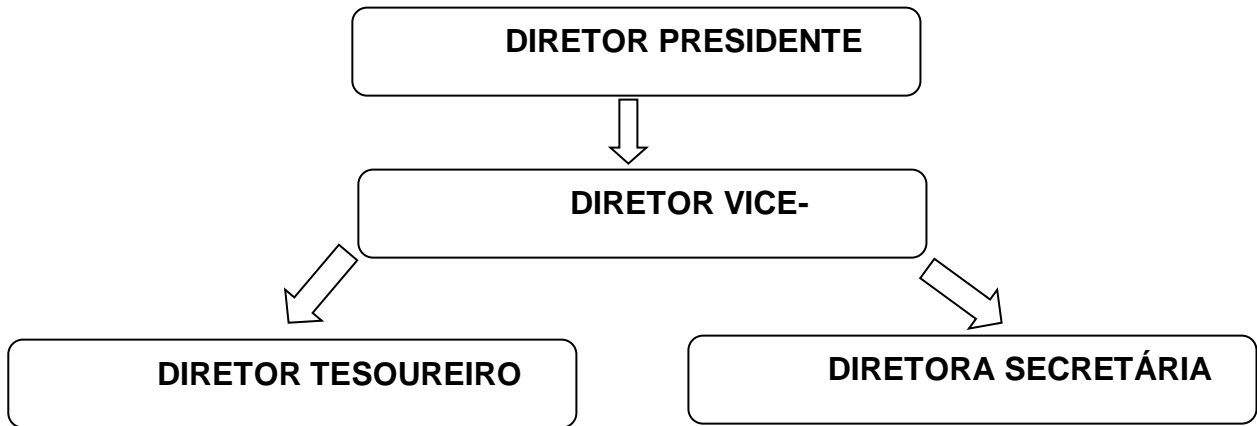 DIRETOR PRESIDENTE
DIRETOR VICE-
DIRETOR TESOUREIRO
DIRETORA SECRETÁRIA